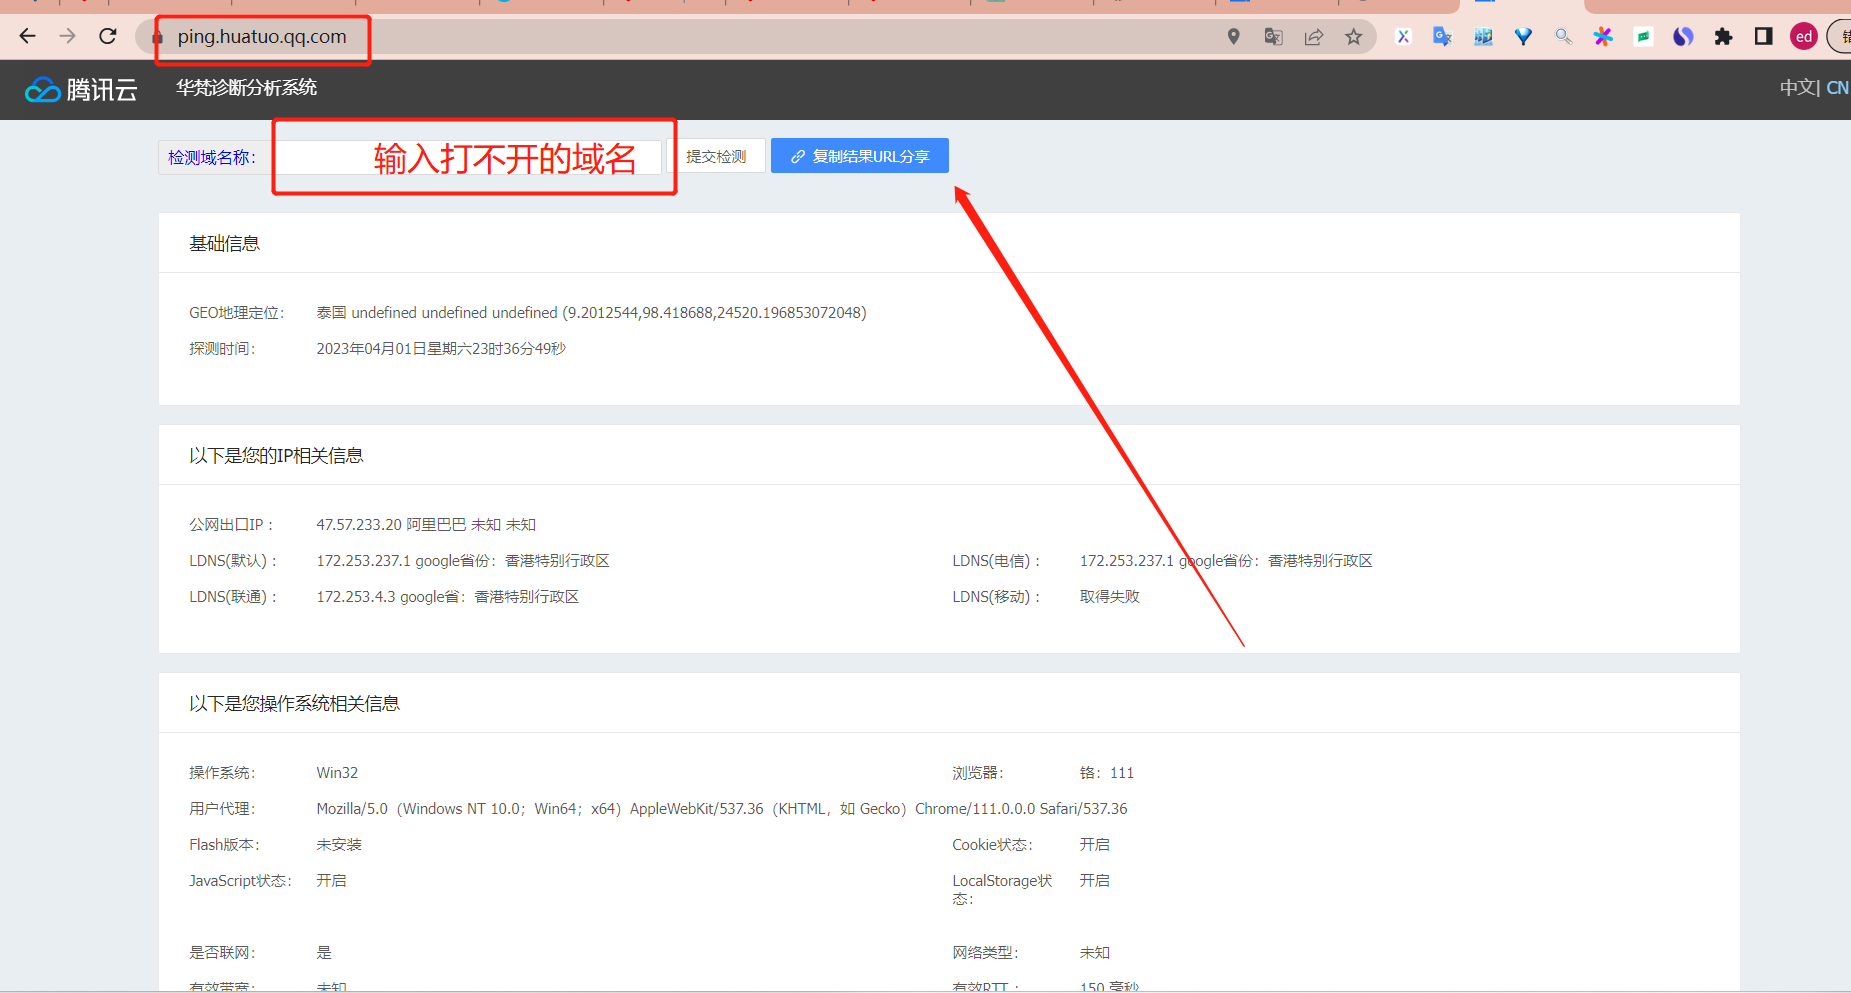 ping.huatuo.qq.com
ed
错
腾讯云
华梵诊断分析系统
中文| CN
检测域名称：
输入打不开的域名
提交检测
复制结果URL分享
基础信息
GEO地理定位： 泰国 undefined undefined undefined (9.2012544,98.418688,24520.196853072048)
探测时间： 2023年04月01日星期六23时36分49秒
以下是您的IP相关信息
公网出口IP： 47.57.233.20 阿里巴巴 未知 未知
LDNS(默认)： 172.253.237.1 google省份：香港特别行政区 LDNS(电信)： 172.253.237.1 google省份：香港特别行政区
LDNS(联通)： 172.253.4.3 google省：香港特别行政区 LDNS(移动)： 取得失败
以下是您操作系统相关信息
操作系统： Win32 浏览器： 铬：111
用户代理： Mozilla/5.0（Windows NT 10.0；Win64；x64）AppleWebKit/537.36（KHTML，如 Gecko）Chrome/111.0.0.0 Safari/537.36
Flash版本： 未安装 Cookie状态： 开启
JavaScript状态： 开启 LocalStorage状态： 开启
是否联网： 是 网络类型： 未知
有效带宽： 未知 有效RTT： 150 毫秒